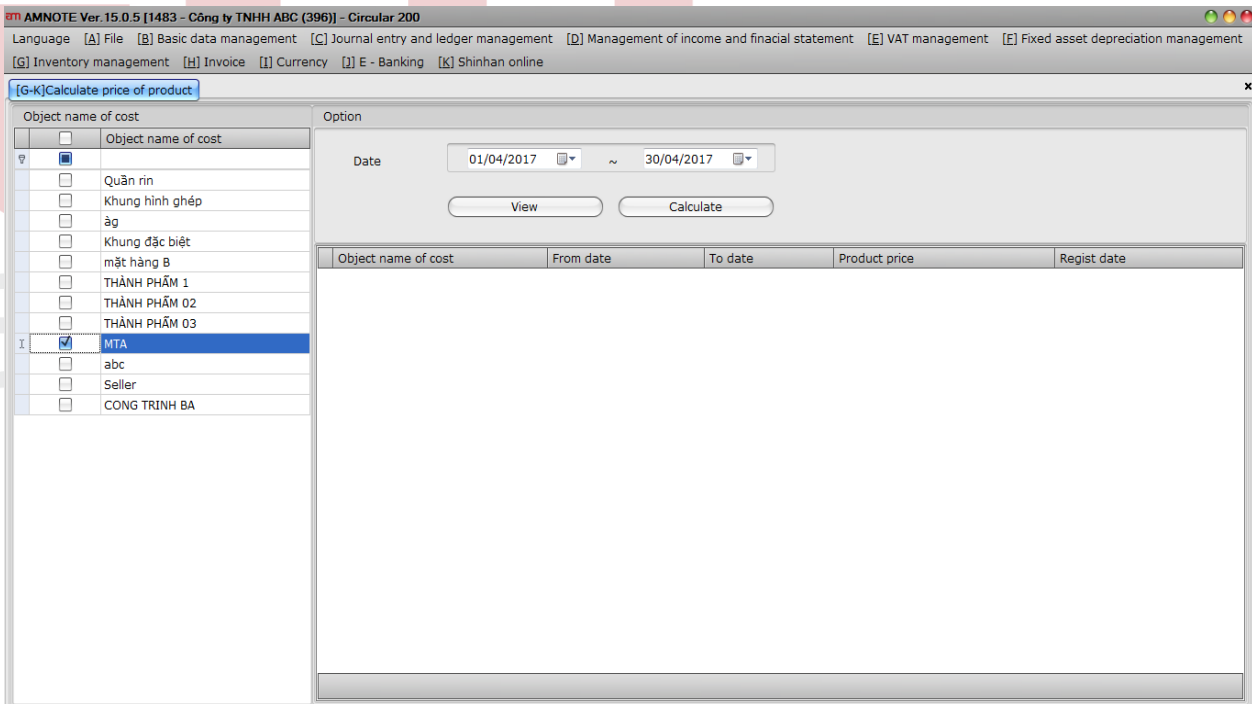 am AMNOTE Ver. 15.0.5 [1483 - Công ty TNHH ABC (396)] - Circular 200
Language [A] File [B] Basic data management [C] Journal entry and ledger management [D] Management of income and finacial statement [E] VAT management [F] Fixed asset depreciation management
[G] Inventory management [H] Invoice [I] Currency [J] E - Banking [K] Shinhan online
[G-K]Calculate price of product x
Object name of cost Option
Object name of cost
Date 01/04/2017 ~ 30/04/2017
Quần rin
Khung hình ghép
View Calculate
àg
Khung đặc biệt
mặt hàng B
Object name of cost From date To date Product price Regist date
THÀNH PHẨM 1
THÀNH PHẨM 02
THÀNH PHẨM 03
I MTA
abc
Seller
CONG TRINH BA